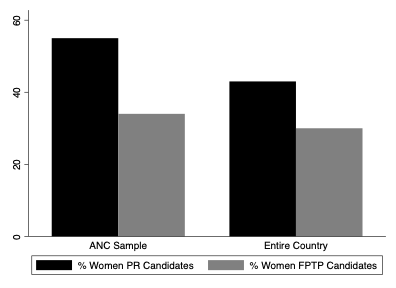 60
40
20
0
ANC Sample
Entire Country
% Women PR Candidates
% Women FPTP Candidates